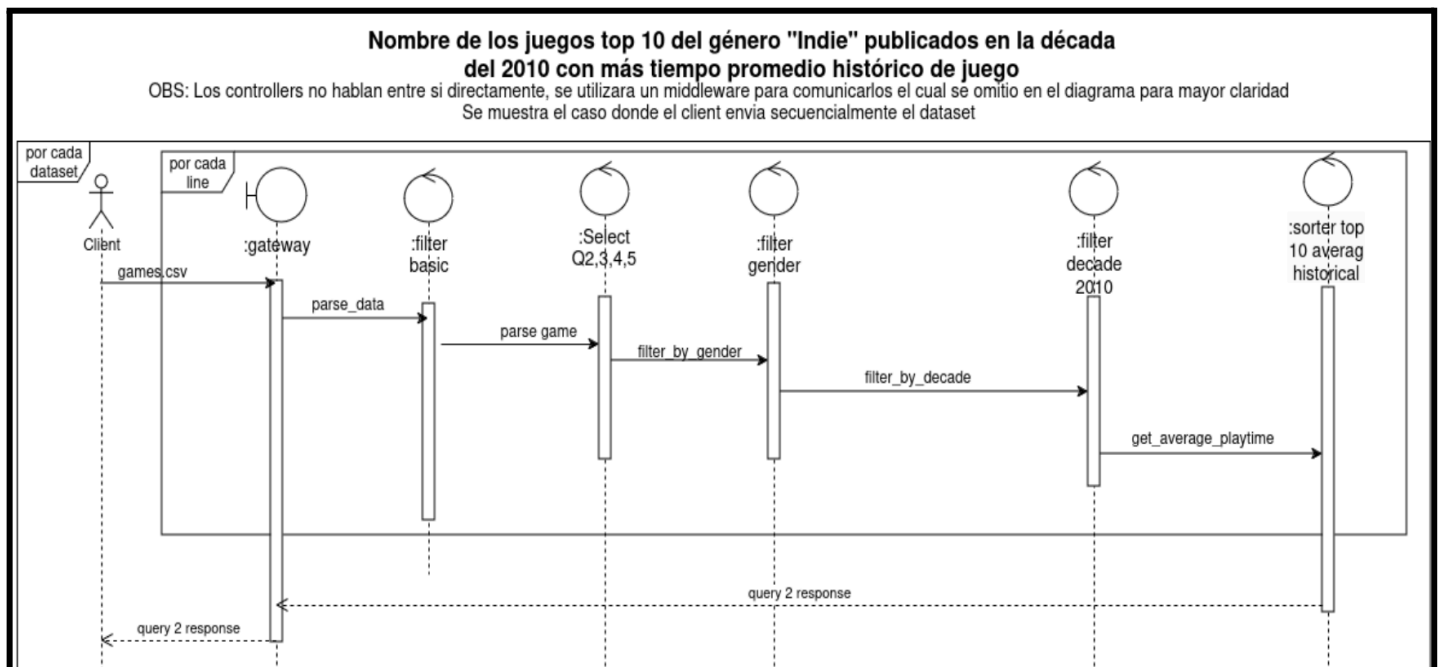 Nombre de los juegos top 10 del género "Indie" publicados en la década
del 2010 con más tiempo promedio histórico de juego
OBS: Los controllers no hablan entre si directamente, se utilizara un middleware para comunicarlos el cual se omitio en el diagrama para mayor claridad
Se muestra el caso donde el client envia secuencialmente el dataset
por cada
dataset
por cada
line
Client
:gateway
:filter
basic
:Select
Q2,3,4,5
:filter
gender
:filter
decade
2010
:sorter top
10 averag
historical
games.csv
parse_data
parse game
filter_by_gender
filter_by_decade
get_average_playtime
query 2 response
query 2 response